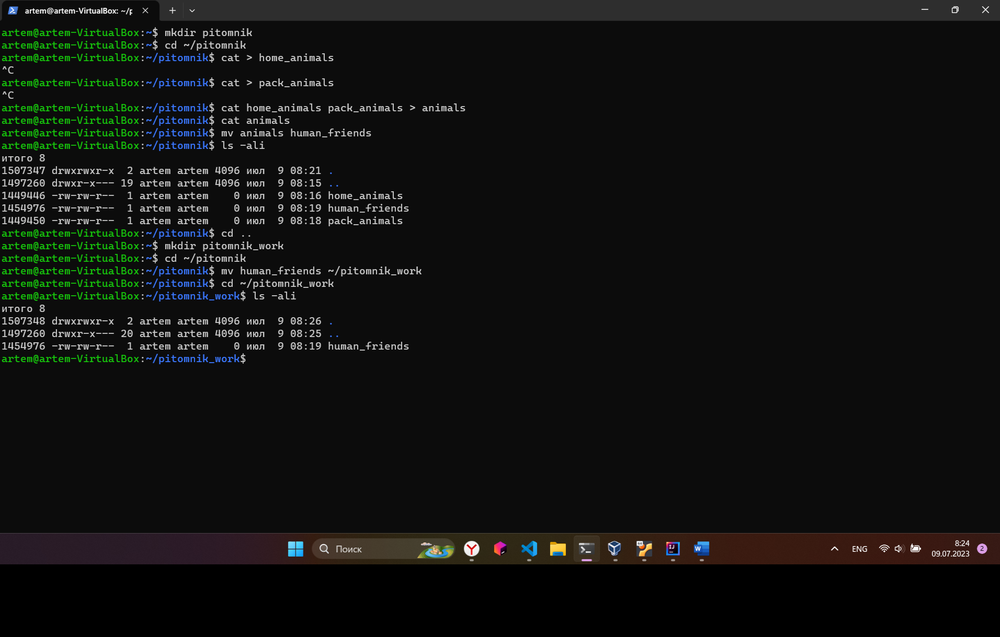 artem@artem-VirtualBox: ~/p
artem@artem-VirtualBox:~$ mkdir pitomnik
artem@artem-VirtualBox:~$ cd ~/pitomnik
artem@artem-VirtualBox:~/pitomnik$ cat > home_animals
^C
artem@artem-VirtualBox:~/pitomnik$ cat > pack_animals
^C
artem@artem-VirtualBox:~/pitomnik$ cat home_animals pack_animals > animals
artem@artem-VirtualBox:~/pitomnik$ cat animals
artem@artem-VirtualBox:~/pitomnik$ mv animals human_friends
artem@artem-VirtualBox:~/pitomnik$ ls -ali
итого 8
1507347 drwxrwxr-x  2 artem artem 4096 июл  9 08:21 .
1497260 drwxr-x--- 19 artem artem 4096 июл  9 08:15 ..
1449446 -rw-rw-r--  1 artem artem    0 июл  9 08:16 home_animals
1454976 -rw-rw-r--  1 artem artem    0 июл  9 08:19 human_friends
1449450 -rw-rw-r--  1 artem artem    0 июл  9 08:18 pack_animals
artem@artem-VirtualBox:~/pitomnik$ cd ..
artem@artem-VirtualBox:~$ mkdir pitomnik_work
artem@artem-VirtualBox:~$ cd ~/pitomnik
artem@artem-VirtualBox:~/pitomnik$ mv human_friends ~/pitomnik_work
artem@artem-VirtualBox:~/pitomnik$ cd ~/pitomnik_work
artem@artem-VirtualBox:~/pitomnik_work$ ls -ali
итого 8
1507348 drwxrwxr-x  2 artem artem 4096 июл  9 08:26 .
1497260 drwxr-x--- 20 artem artem 4096 июл  9 08:25 ..
1454976 -rw-rw-r--  1 artem artem    0 июл  9 08:19 human_friends
artem@artem-VirtualBox:~/pitomnik_work$
Поиск
64
IJ
W
ENG
8:24
09.07.2023
2